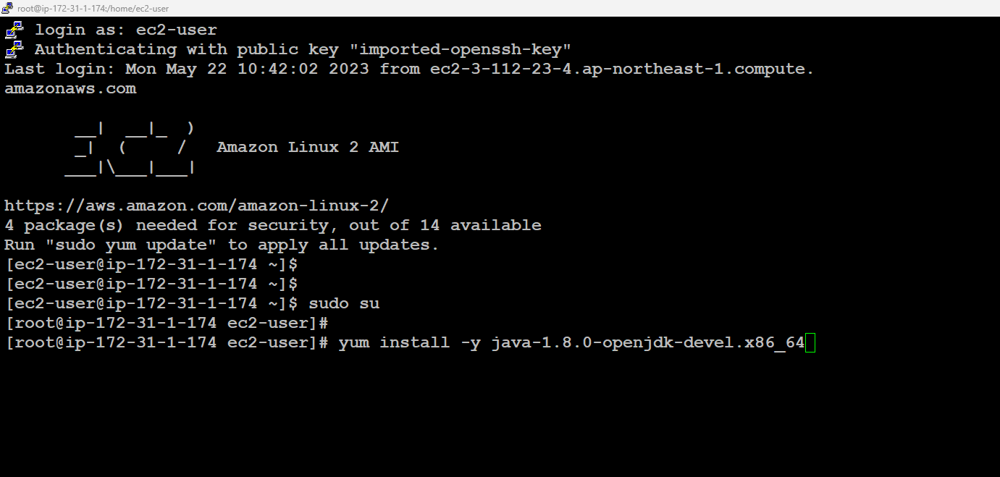 root@ip-172-31-1-174:/home/ec2-user
login as: ec2-user
Authenticating with public key "imported-openssh-key"
Last login: Mon May 22 10:42:02 2023 from ec2-3-112-23-4.ap-northeast-1.compute.
amazonaws.com
       __|  __|_  )
       _|  (     /   Amazon Linux 2 AMI
      ___|\___|___|
https://aws.amazon.com/amazon-linux-2/
4 package(s) needed for security, out of 14 available
Run "sudo yum update" to apply all updates.
[ec2-user@ip-172-31-1-174 ~]$
[ec2-user@ip-172-31-1-174 ~]$
[ec2-user@ip-172-31-1-174 ~]$ sudo su
[root@ip-172-31-1-174 ec2-user]#
[root@ip-172-31-1-174 ec2-user]# yum install -y java-1.8.0-openjdk-devel.x86_64